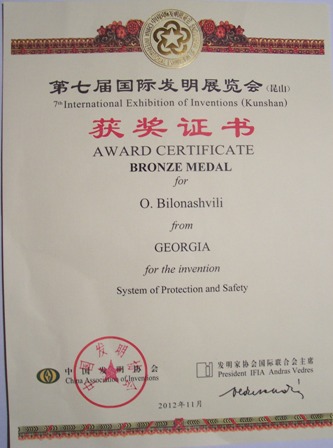 第七届国际发明展览会(昆山)
7th International Exhibition of Inventions (Kunshan)
获奖证书
AWARD CERTIFICATE
BRONZE MEDAL
for
O. Bilonashvili
from
GEORGIA
for the invention
System of Protection and Safety
中国发明协会
China Association of Inventions
发明家协会国际联合会主席
President IFIA Andras Vedres
2012年11月